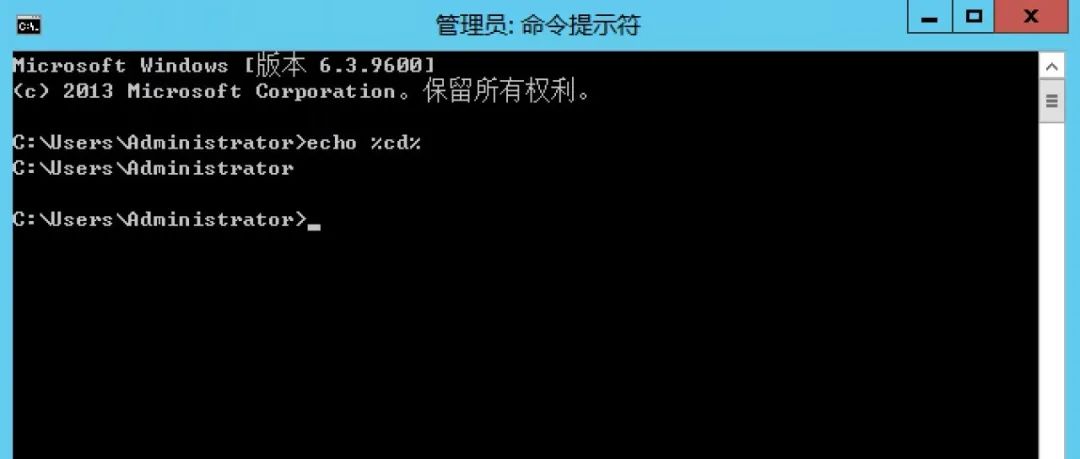 管理员: 命令提示符
Microsoft Windows [版本 6.3.9600]
(c) 2013 Microsoft Corporation。保留所有权利。
C:\Users\Administrator>echo %cd%
C:\Users\Administrator
C:\Users\Administrator>_